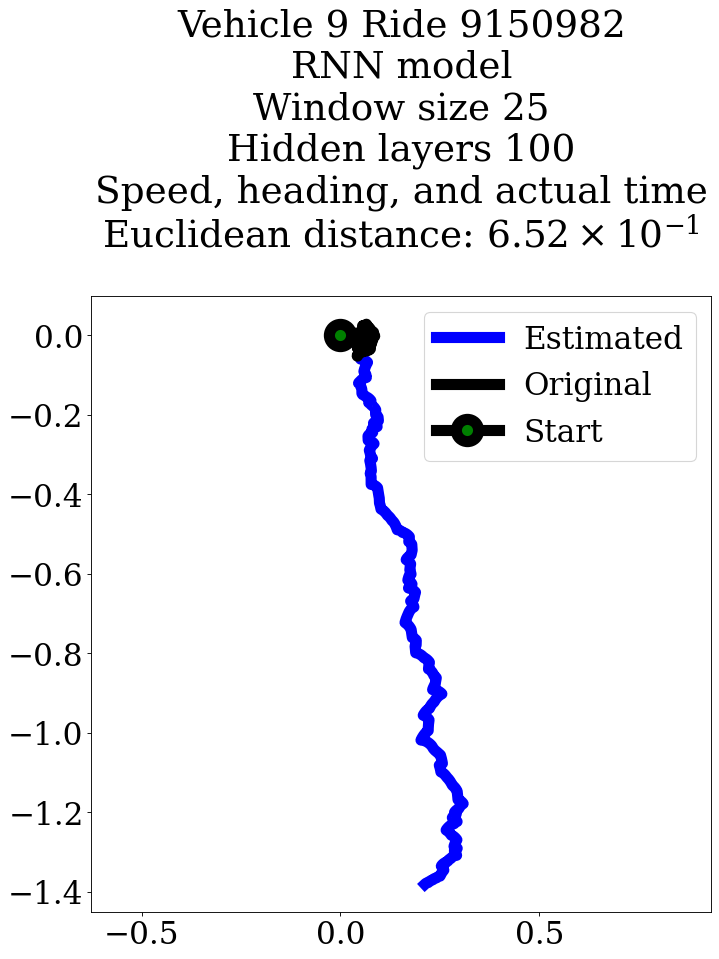 Vehicle 9 Ride 9150982
RNN model
Window size 25
Hidden layers 100
Speed, heading, and actual time
Euclidean distance: 6.52 × 10⁻¹
Estimated
Original
Start
0.0
−0.2
−0.4
−0.6
−0.8
−1.0
−1.2
−1.4
−0.5
0.0
0.5